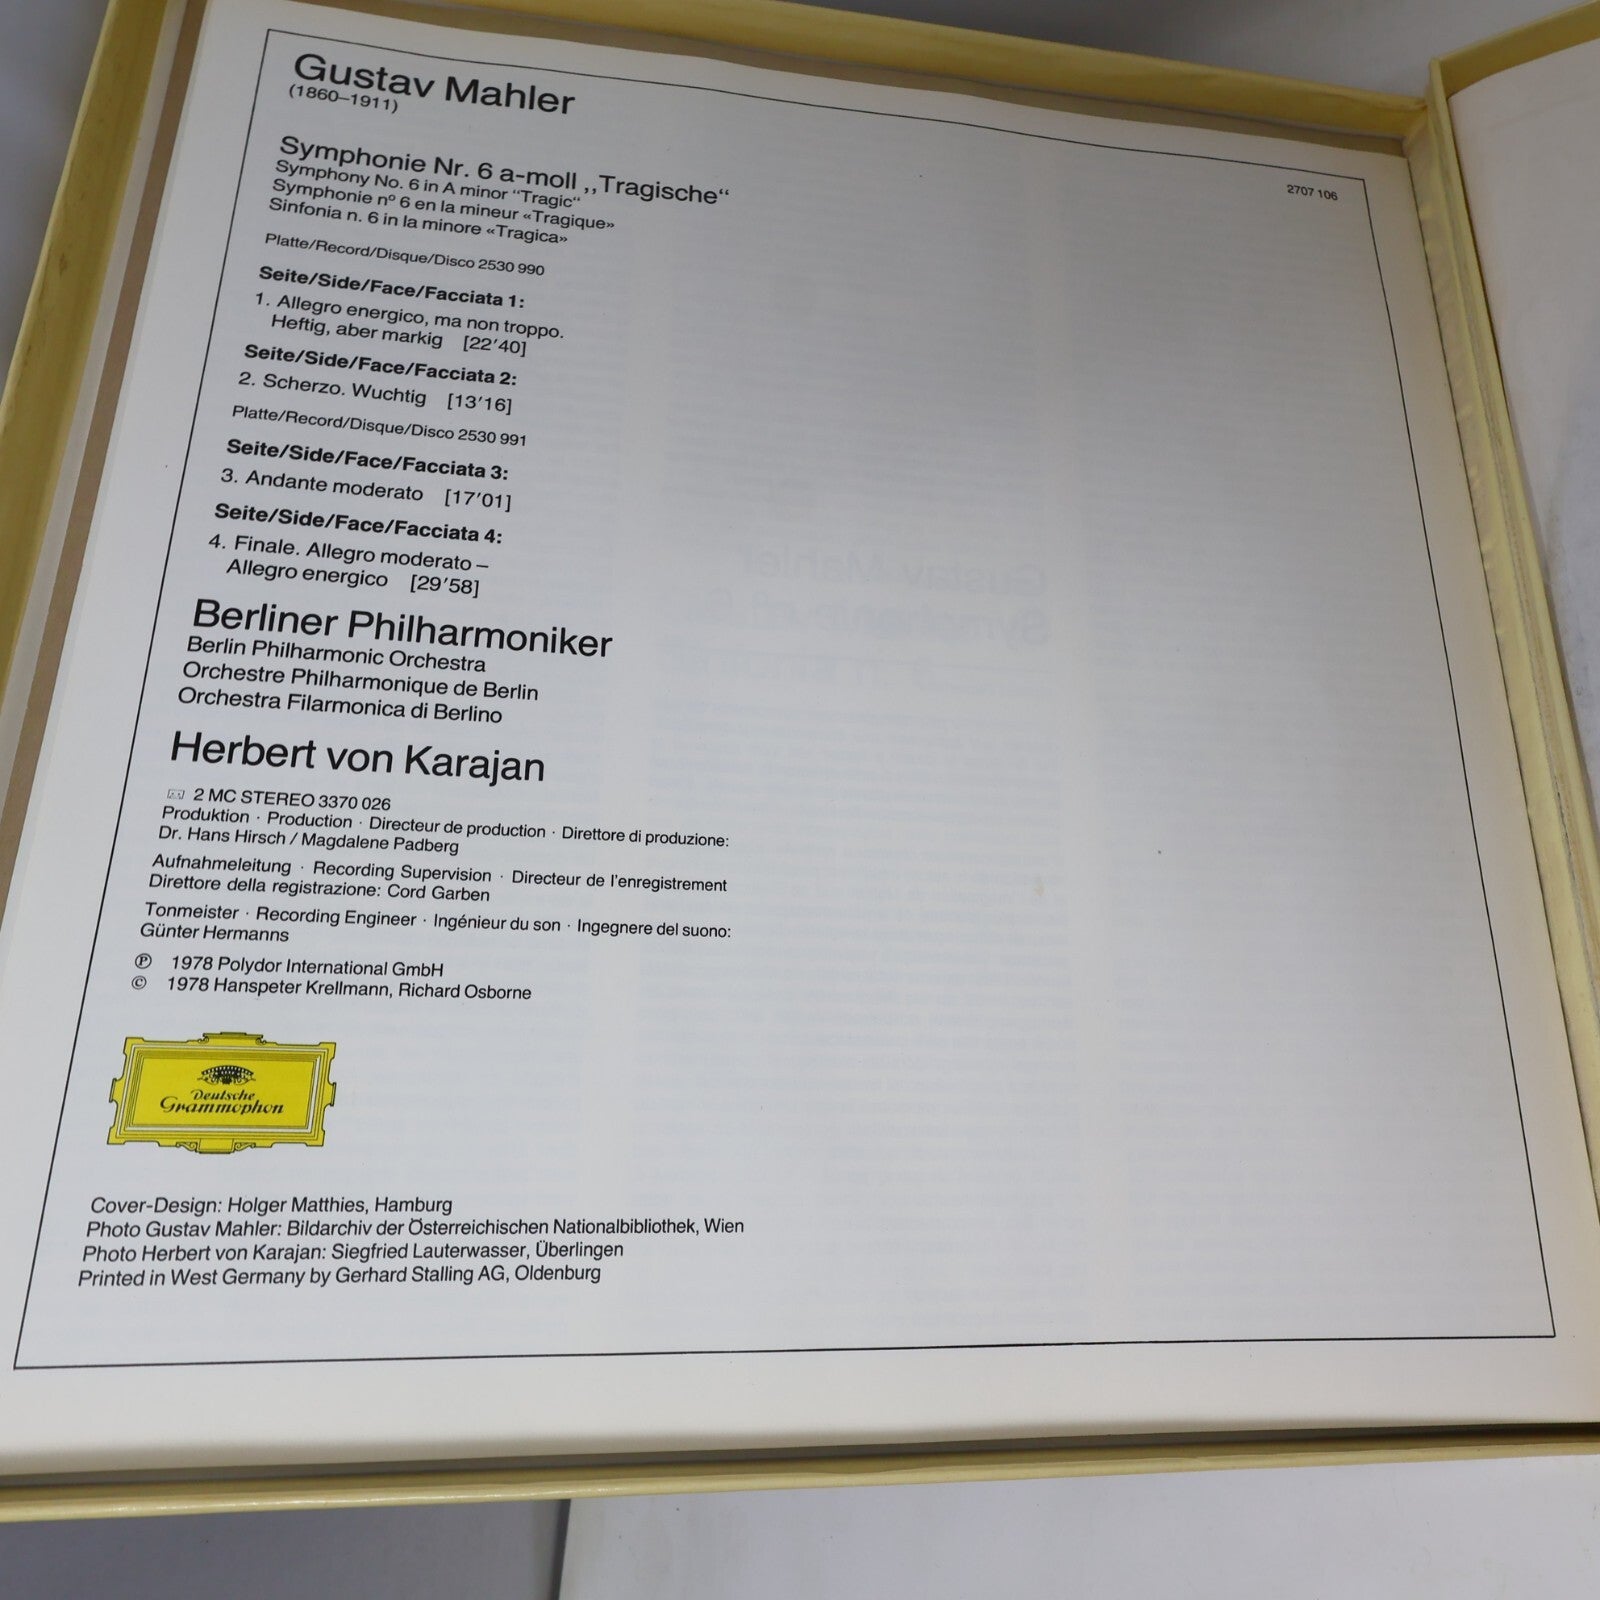 Gustav Mahler
(1860–1911)
2707 106
Symphonie Nr. 6 a-moll „Tragische“
Symphony No. 6 in A minor “Tragic“
Symphonie nº 6 en la mineur «Tragique»
Sinfonia n. 6 in la minore «Tragica»
Platte/Record/Disque/Disco 2530 990
Seite/Side/Face/Facciata 1:
1. Allegro energico, ma non troppo.
Heftig, aber markig [22’40]
Seite/Side/Face/Facciata 2:
2. Scherzo. Wuchtig [13’16]
Platte/Record/Disque/Disco 2530 991
Seite/Side/Face/Facciata 3:
3. Andante moderato [17’01]
Seite/Side/Face/Facciata 4:
4. Finale. Allegro moderato –
Allegro energico [29’58]
Berliner Philharmoniker
Berlin Philharmonic Orchestra
Orchestre Philharmonique de Berlin
Orchestra Filarmonica di Berlino
Herbert von Karajan
2 MC STEREO 3370 026
Produktion · Production · Directeur de production · Direttore di produzione:
Dr. Hans Hirsch / Magdalene Padberg
Aufnahmeleitung · Recording Supervision · Directeur de l’enregistrement
Direttore della registrazione: Cord Garben
Tonmeister · Recording Engineer · Ingénieur du son · Ingegnere del suono:
Günter Hermanns
℗ 1978 Polydor International GmbH
© 1978 Hanspeter Krellmann, Richard Osborne
Deutsche
Grammophon
Cover-Design: Holger Matthies, Hamburg
Photo Gustav Mahler: Bildarchiv der Österreichischen Nationalbibliothek, Wien
Photo Herbert von Karajan: Siegfried Lauterwasser, Überlingen
Printed in West Germany by Gerhard Stalling AG, Oldenburg